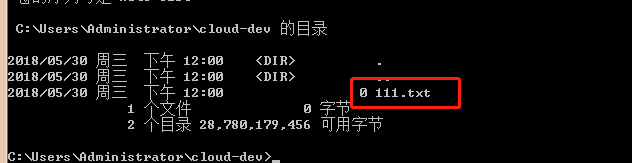 C:\Users\Administrator\cloud-dev 的目录
2018/05/30 周三 下午 12:00 <DIR> .
2018/05/30 周三 下午 12:00 <DIR> ..
2018/05/30 周三 下午 12:00 0 111.txt
1 个文件 0 字节
2 个目录 28,780,179,456 可用字节
C:\Users\Administrator\cloud-dev>